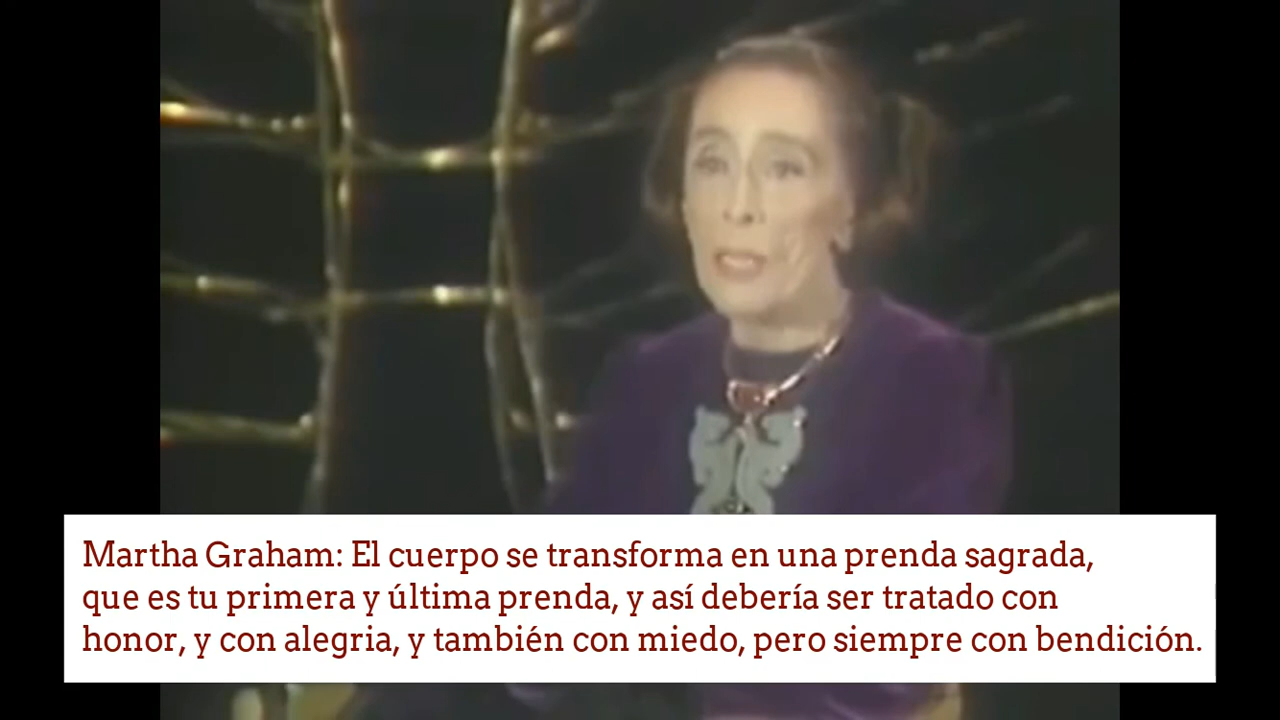 Martha Graham: El cuerpo se transforma en una prenda sagrada,
que es tu primera y última prenda, y así debería ser tratado con
honor, y con alegria, y también con miedo, pero siempre con bendición.